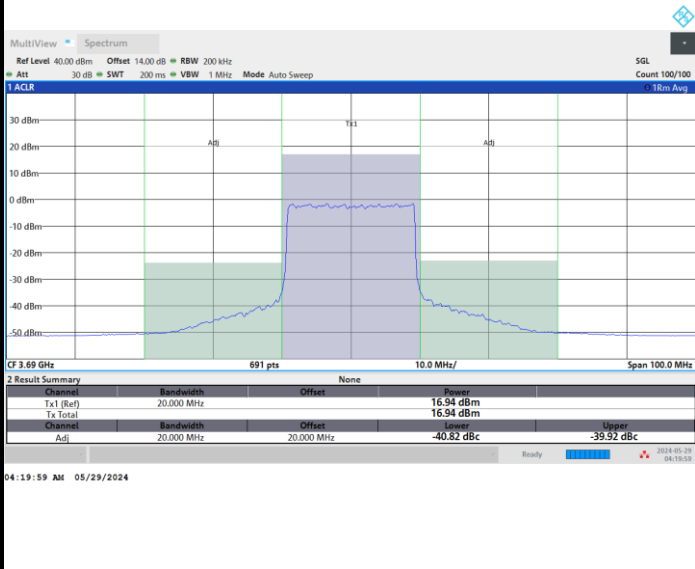 MultiView Spectrum
Ref Level 40.00 dBm Offset 14.00 dB RBW 200 kHz SGL
Att 30 dB SWT 200 ms VBW 1 MHz Mode Auto Sweep Count 100/100
1 ACLR 1Rm Avg
30 dBm
Tx1
20 dBm
Adj
Adj
10 dBm
0 dBm
-10 dBm
-20 dBm
-30 dBm
-40 dBm
-50 dBm
CF 3.69 GHz 691 pts 10.0 MHz/ Span 100.0 MHz
2 Result Summary None
Channel Bandwidth Offset Power
Tx1 (Ref) 20.000 MHz 16.94 dBm
Tx Total 16.94 dBm
Channel Bandwidth Offset Lower Upper
Adj 20.000 MHz 20.000 MHz -40.82 dBc -39.92 dBc
Ready 2024-05-29
04:19:59
04:19:59 AM 05/29/2024